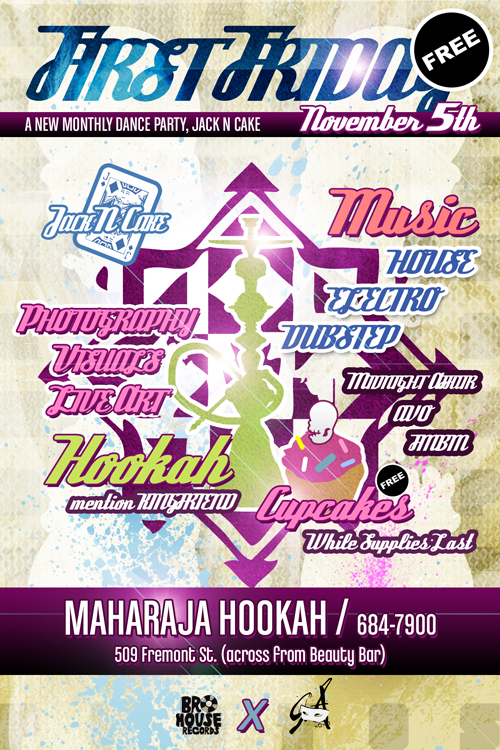 FIRST FRIDAY
FREE
A NEW MONTHLY DANCE PARTY, JACK N CAKE
November 5th
Jack N Cake
Music
HOUSE
ELECTRO
DUBSTEP
PHOTOGRAPHY
VISUALS
LIVE ART
Midnight
AVO
Hookah
mention KINGFRIEND
FREE
Cupcakes
While Supplies Last
MAHARAJA HOOKAH / 684-7900
509 Fremont St. (across from Beauty Bar)
BRO HOUSE RECORDS
X